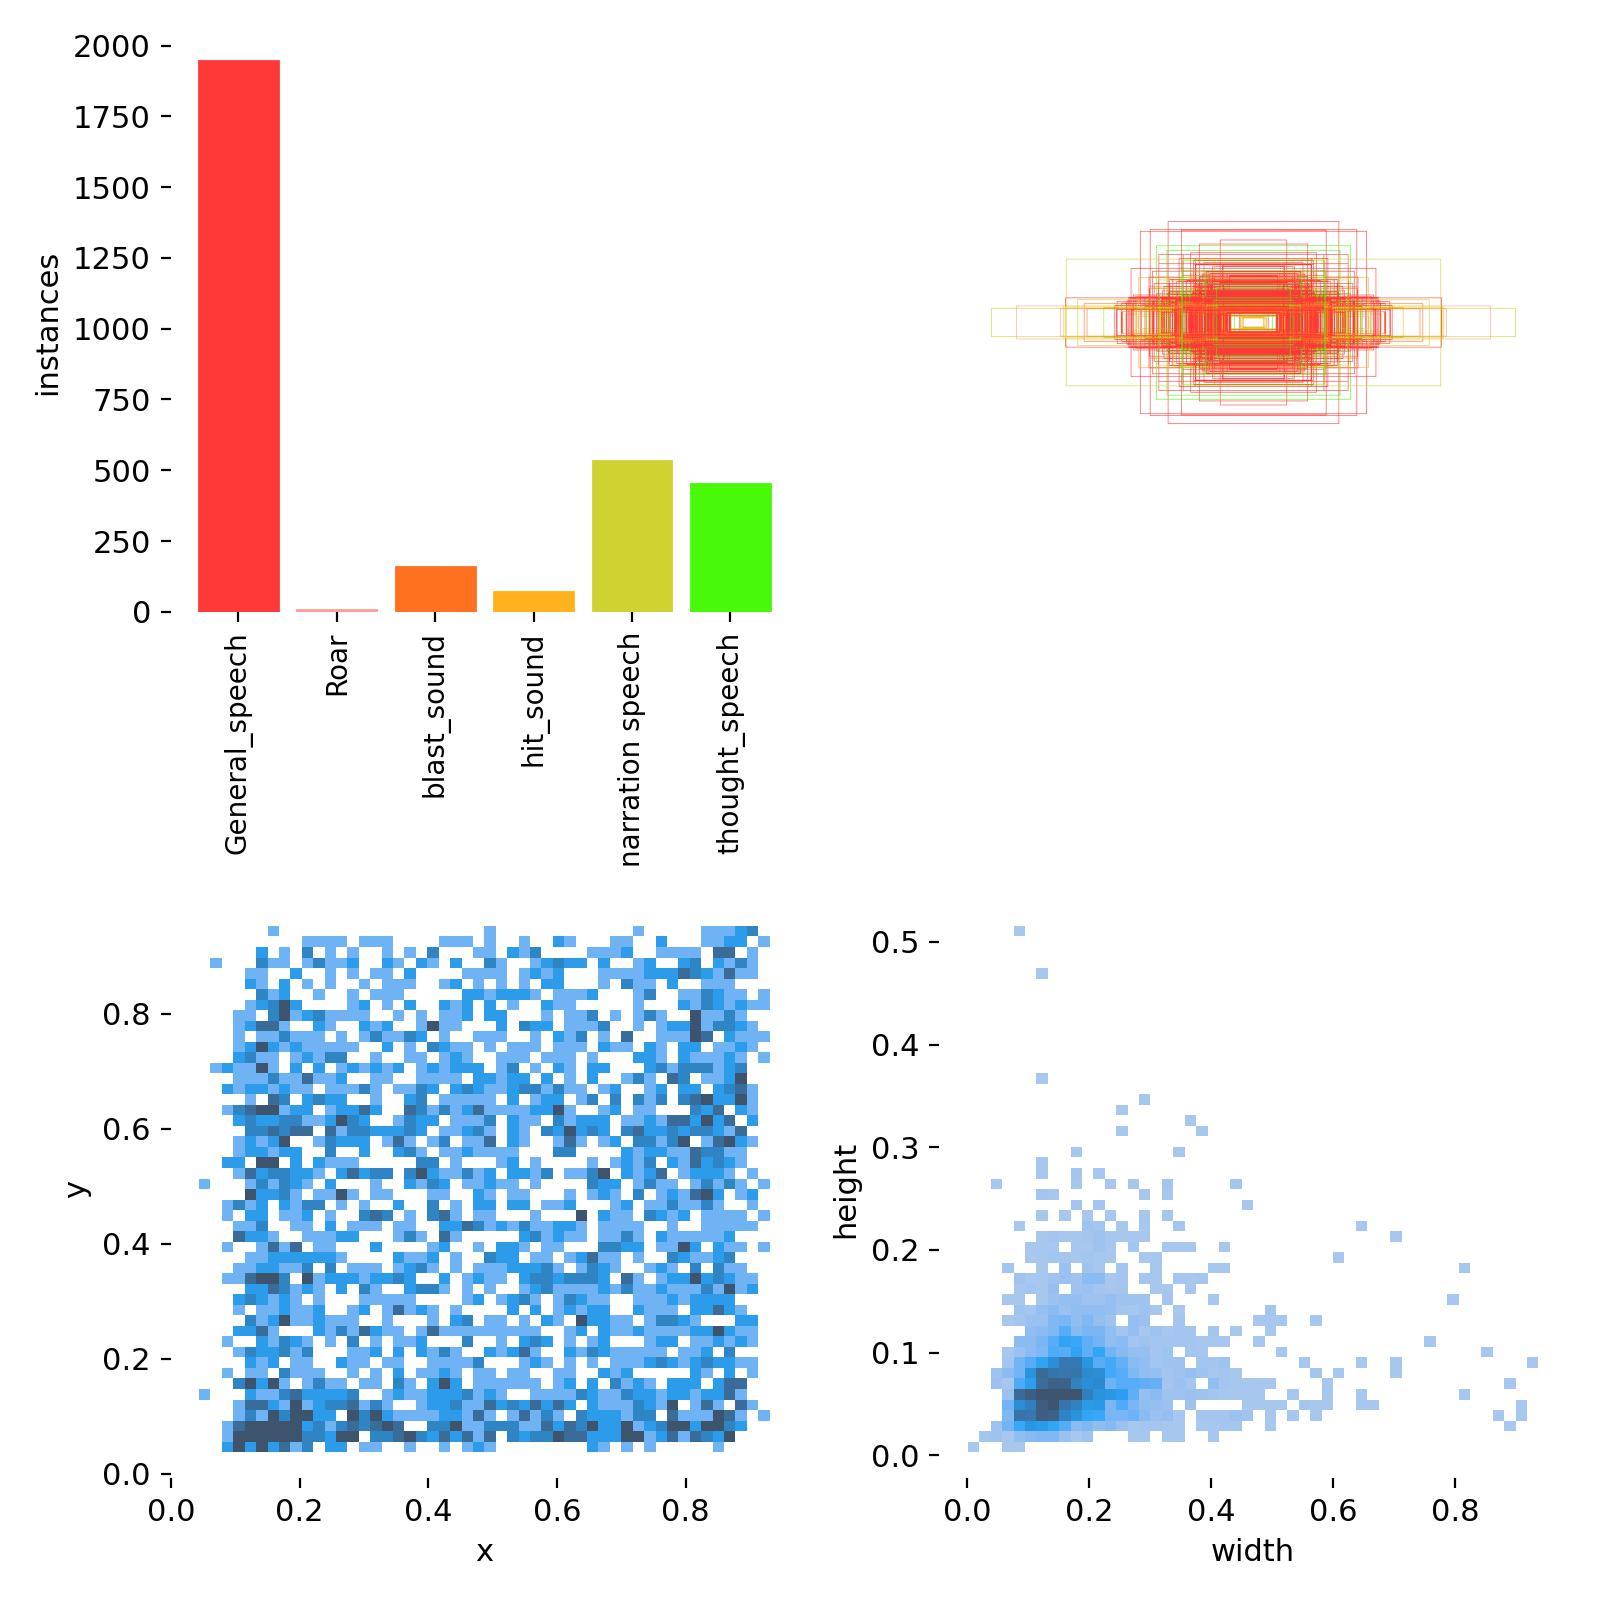 2000
1750
1500
1250
1000
750
500
250
0
instances
General_speech
Roar
blast_sound
hit_sound
narration speech
thought_speech
0.8
0.6
0.4
0.2
0.0
y
0.0 0.2 0.4 0.6 0.8
x
0.5
0.4
0.3
0.2
0.1
0.0
height
0.0 0.2 0.4 0.6 0.8
width